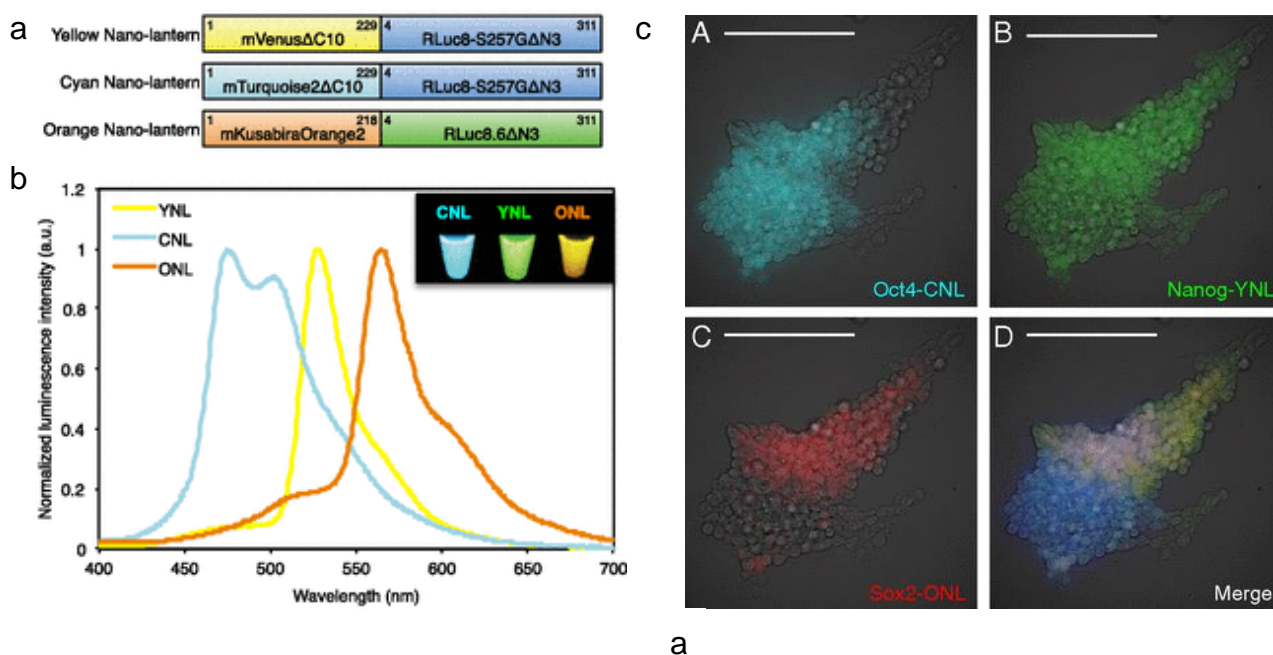 a
Yellow Nano-lantern
1 229 4 311
mVenusΔC10 RLuc8-S257GΔN3
Cyan Nano-lantern
1 229 4 311
mTurquoise2ΔC10 RLuc8-S257GΔN3
Orange Nano-lantern
1 218 4 311
mKusabiraOrange2 RLuc8.6ΔN3
b
Normalized luminescence intensity (a.u.)
1.2
1
0.8
0.6
0.4
0.2
0
YNL
CNL
ONL
CNL YNL ONL
400 450 500 550 600 650 700
Wavelength (nm)
c
A
Oct4-CNL
B
Nanog-YNL
C
Sox2-ONL
D
Merge
a